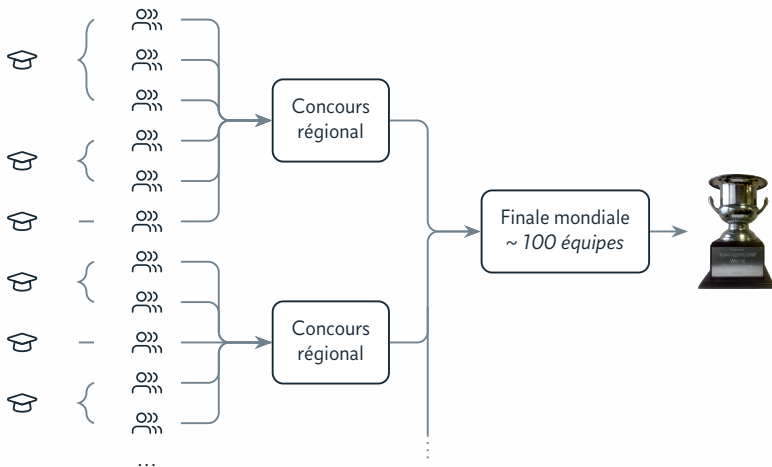 Concours
régional
Finale mondiale
~ 100 équipes
Concours
régional
...